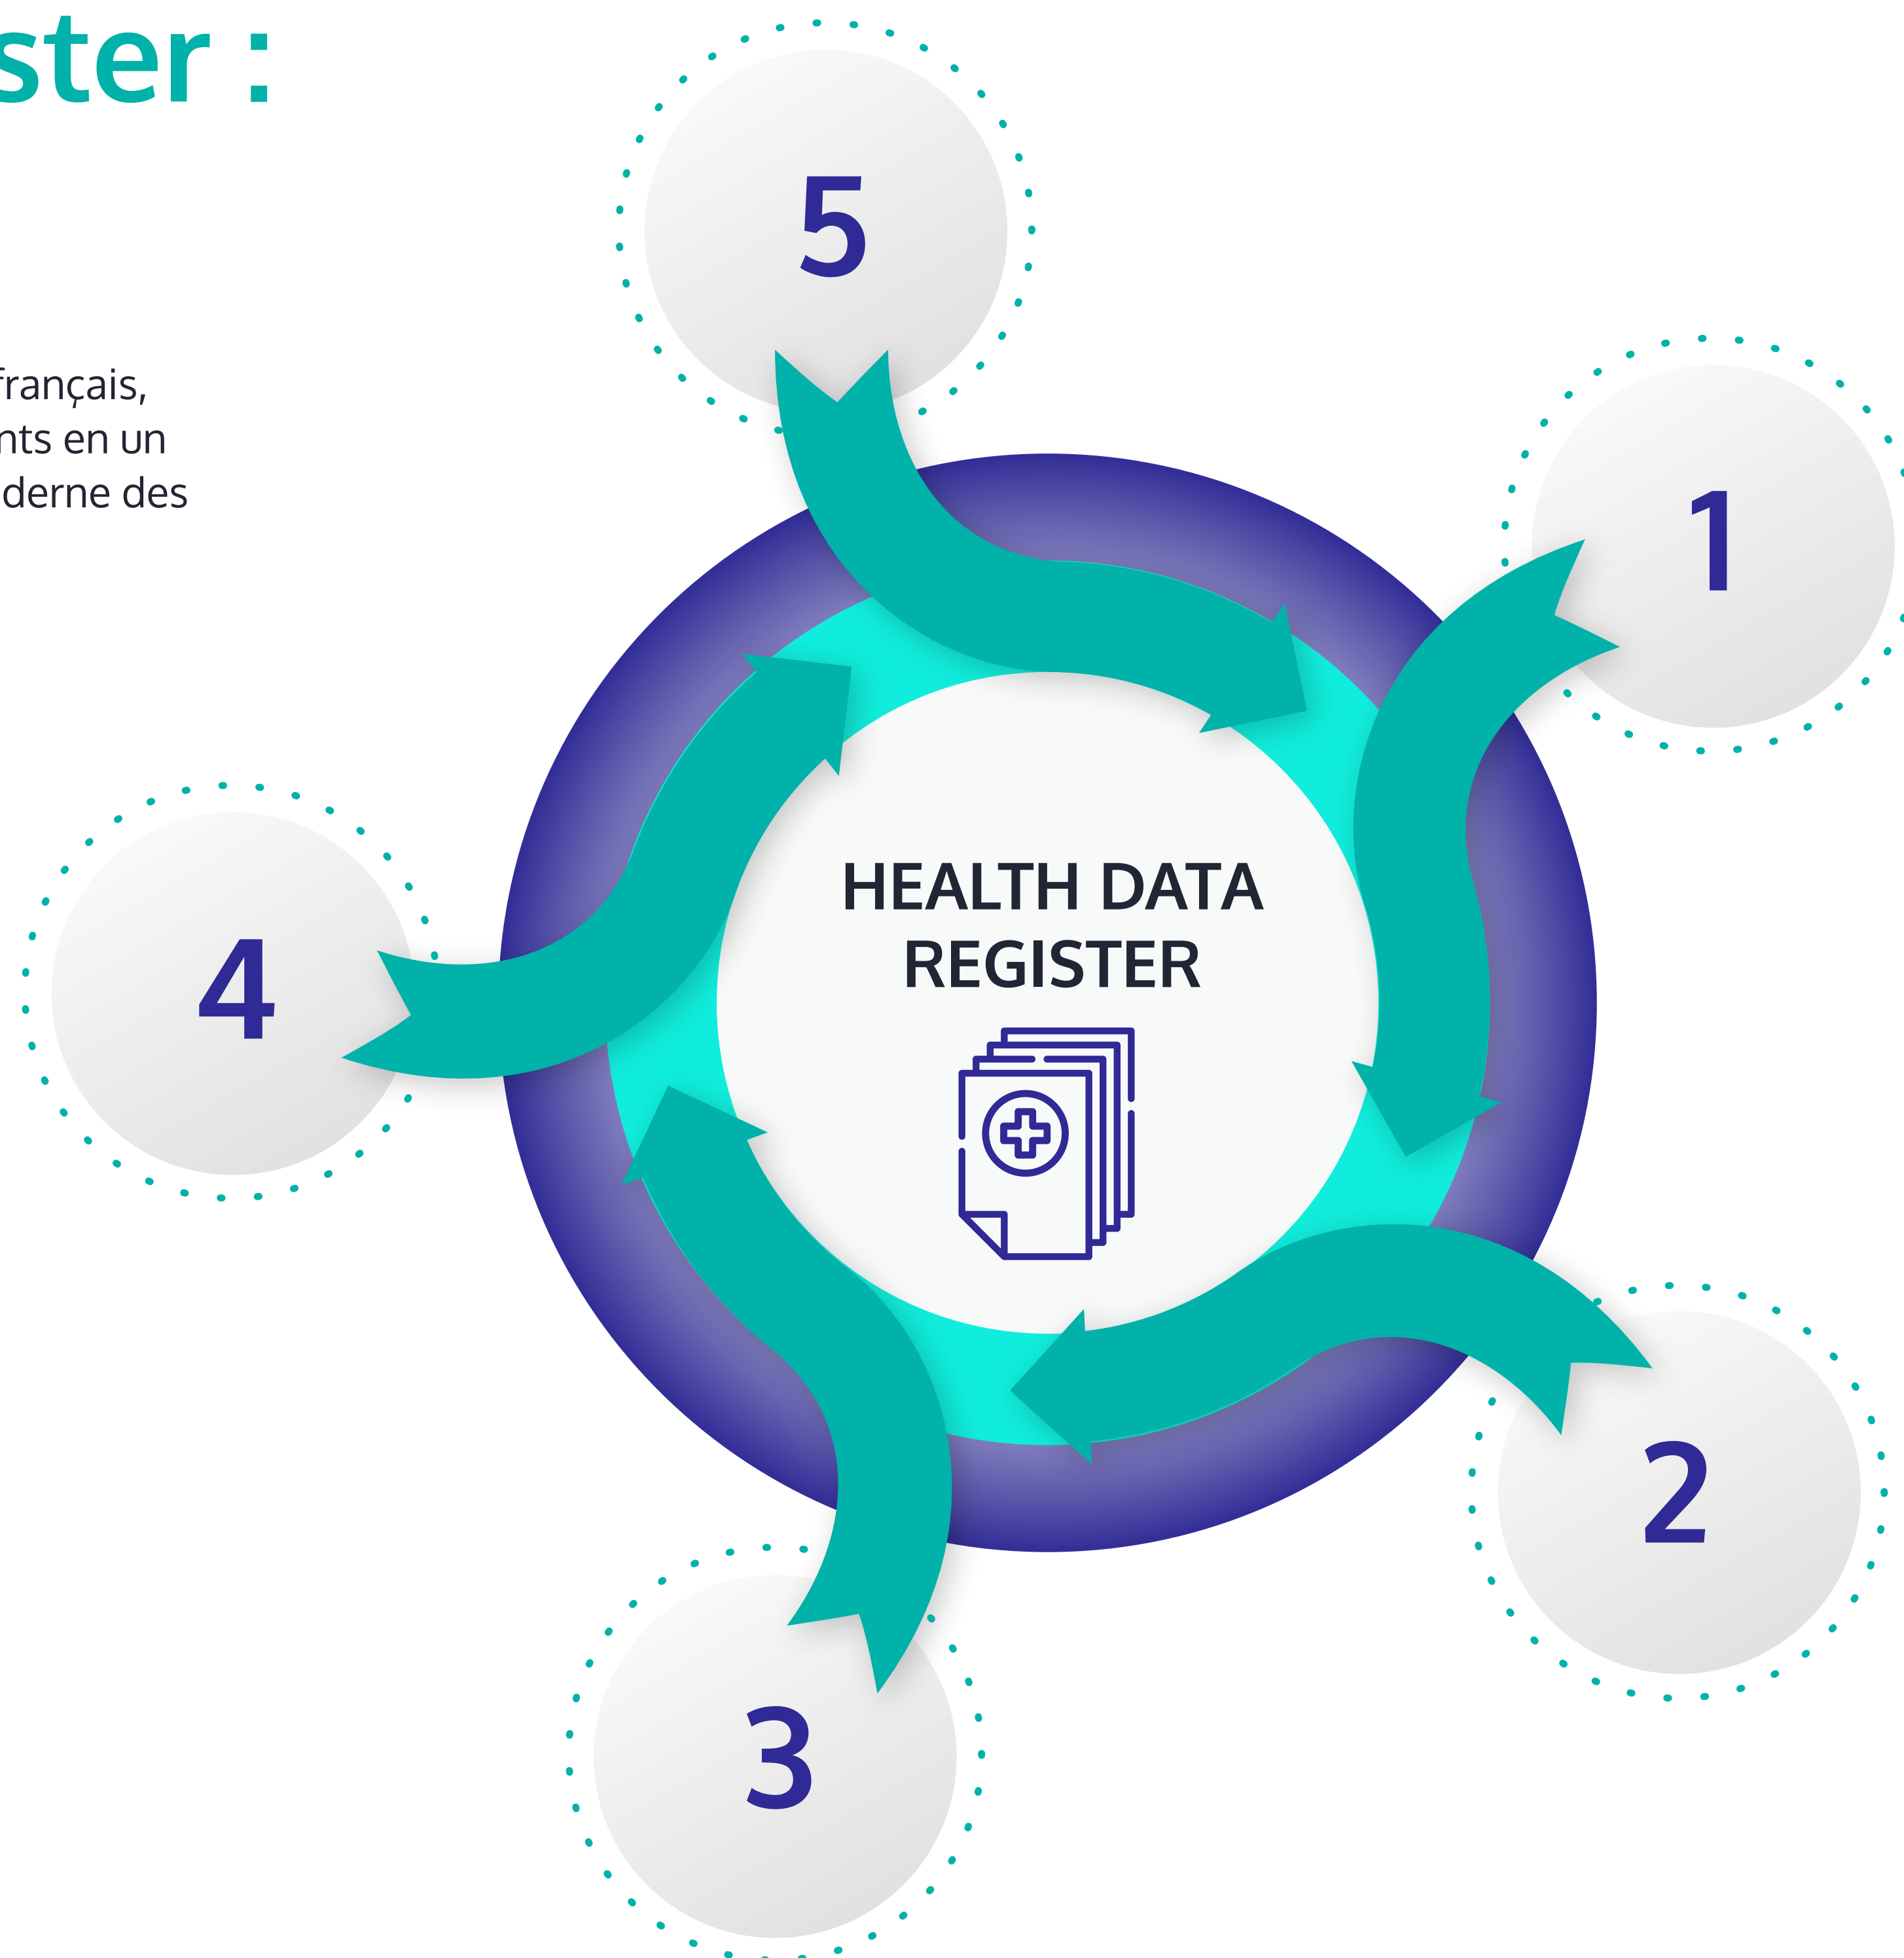 ster :
français,
nts en un
derne des
5
1
HEALTH DATA
REGISTER
4
2
3